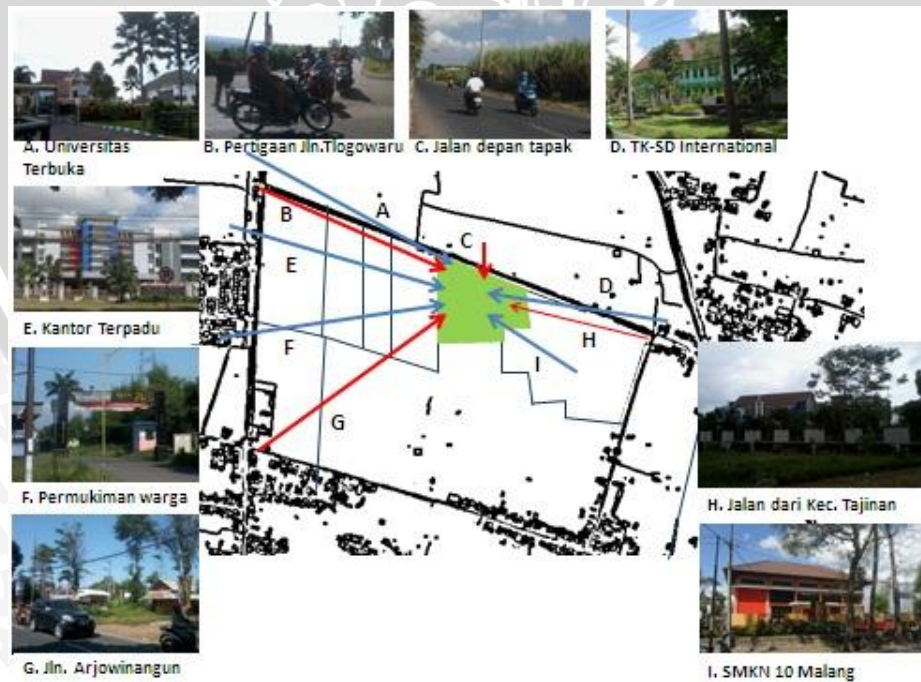 A. Universitas
Terbuka
B. Pertigaan Jln.Tlogowaru
C. Jalan depan tapak
D. TK-SD International
E. Kantor Terpadu
F. Permukiman warga
G. Jln. Arjowinangun
A
B
C
E
D
F
H
I
G
H. Jalan dari Kec. Tajinan
I. SMKN 10 Malang